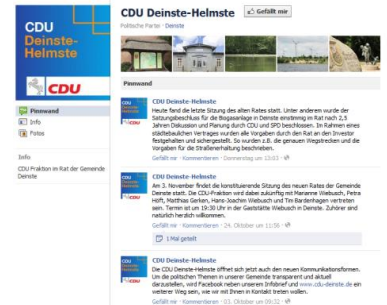 CDU
Deinste-
Helmste
CDU
Pinnwand
Info
Fotos
Info
CDU Fraktion im Rat der Gemeinde
Deinste
CDU Deinste-Helmste
Gefällt mir
Politische Partei · Deinste
Pinnwand
CDU Deinste-Helmste
Heute fand die letzte Sitzung des alten Rates statt. Unter anderem wurde der
Satzungsbeschluß für die Biogasanlage in Deinste einstimmig im Rat nach 2,5
Jahren Diskussion und Planung durch CDU und SPD beschlossen. Im Rahmen eines
städtebaulichen Vertrages wurden alle Vorgaben durch den Rat an den Investor
festgehalten und sichergestellt. So wurden z.B. die genauen Wegstrecken und die
Vorgaben für die Straßenerhaltung beschrieben.
Gefällt mir · Kommentieren · Donnerstag um 23:03
CDU Deinste-Helmste
Am 3. November findet die konstituierende Sitzung des neuen Rates der Gemeinde
Deinste statt. Die CDU-Fraktion wird dabei zukünftig mit Marianne Wiebusch, Petra
Höft, Matthias Gerken, Hans-Joachim Wiebusch und Tim Bardenhagen vertreten
sein. Termin ist um 19:30 Uhr in der Gaststätte Wiebusch in Deinste. Zuhörer sind
natürlich herzlich willkommen.
Gefällt mir · Kommentieren · 24. Oktober um 11:56
1 Mal geteilt
CDU Deinste-Helmste
Die CDU Deinste-Helmste öffnet sich jetzt auch den neuen Kommunikationsformen.
Um die politischen Themen in unserer Gemeinde transparent und aktuell
darzustellen, wird Facebook neben unserem Infobrief und www.cdu-deinste.de ein
weiterer Weg sein, wie wir mit Ihnen in Kontakt treten wollen.
Gefällt mir · Kommentieren · 03. Oktober um 09:32